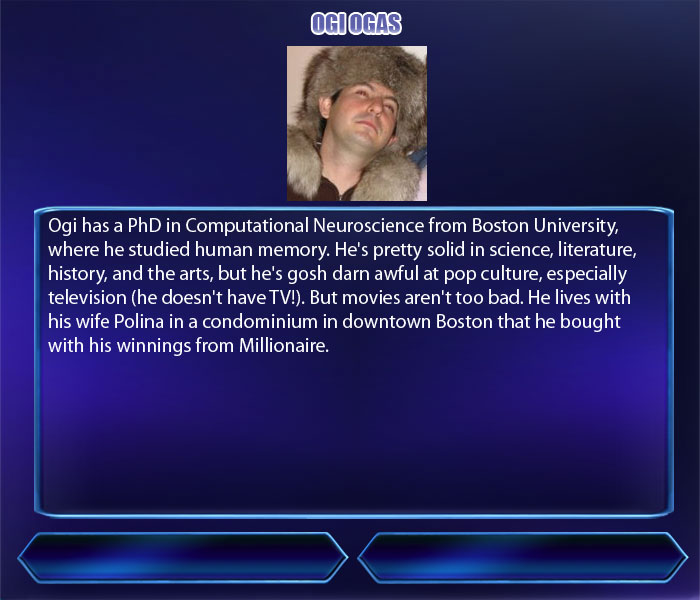 OGI OGAS
Ogi has a PhD in Computational Neuroscience from Boston University,
where he studied human memory. He's pretty solid in science, literature,
history, and the arts, but he's gosh darn awful at pop culture, especially
television (he doesn't have TV!). But movies aren't too bad. He lives with
his wife Polina in a condominium in downtown Boston that he bought
with his winnings from Millionaire.